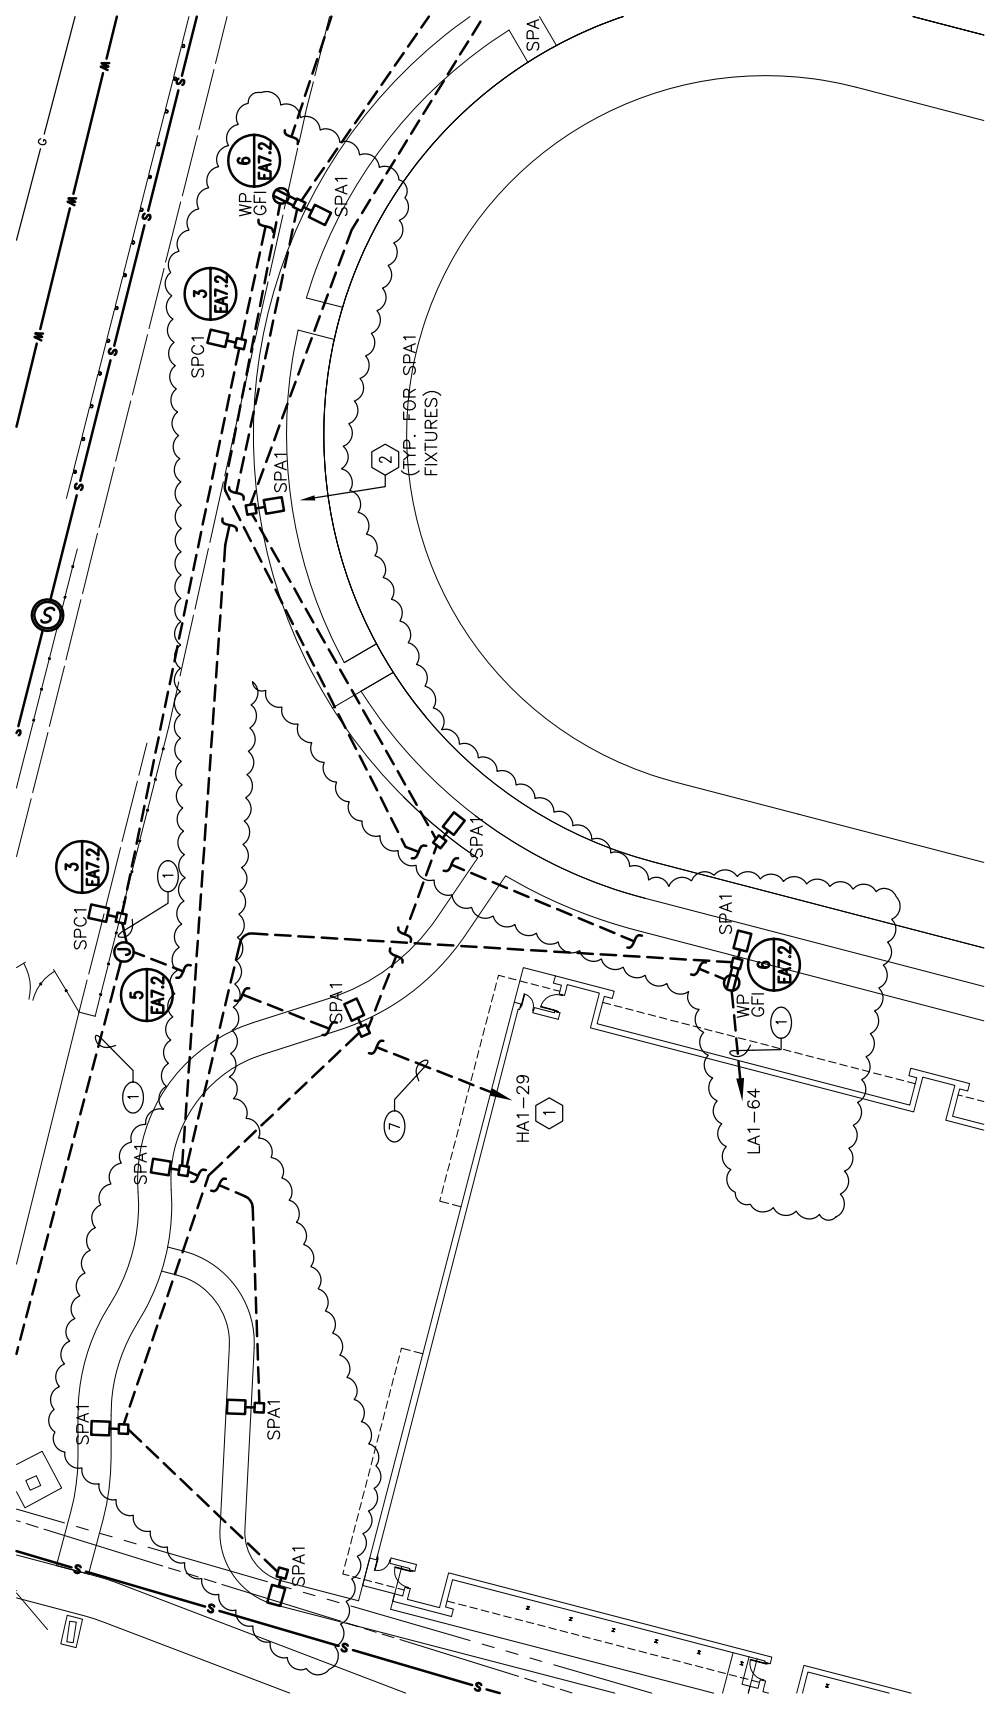 SPA
W
S
G
6
EA7.2
WP
GFI
SPA1
W
S
3
EA7.2
SPC1
W
S
2
(TYP. FOR SPA1
FIXTURES)
SPA1
S
S
S
SPA1
3
EA7.2
1
SPC1
J
5
EA7.2
SPA1
6
EA7.2
WP
GFI
SPA1
1
1
7
HA1-29
1
LA1-64
SPA1
SPA1
SPA1
SPA1
S
S
S
S